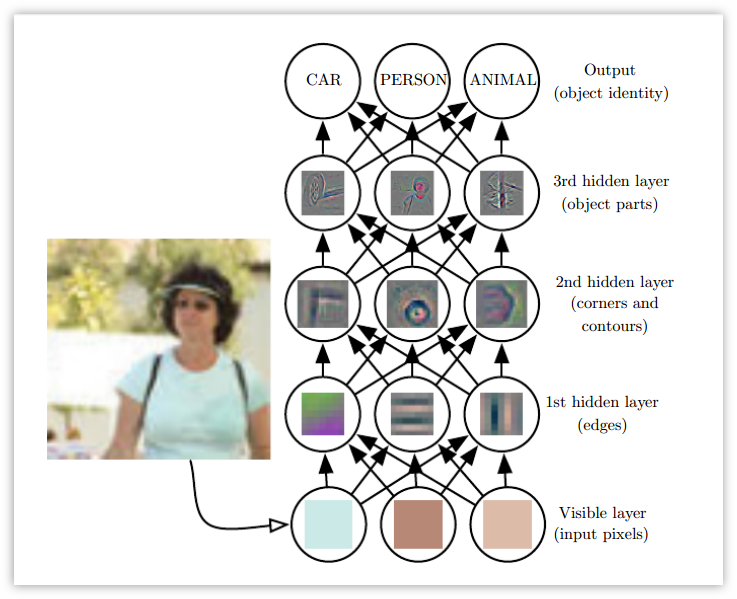 CAR
PERSON
ANIMAL
Output
(object identity)
3rd hidden layer
(object parts)
2nd hidden layer
(corners and
contours)
1st hidden layer
(edges)
Visible layer
(input pixels)